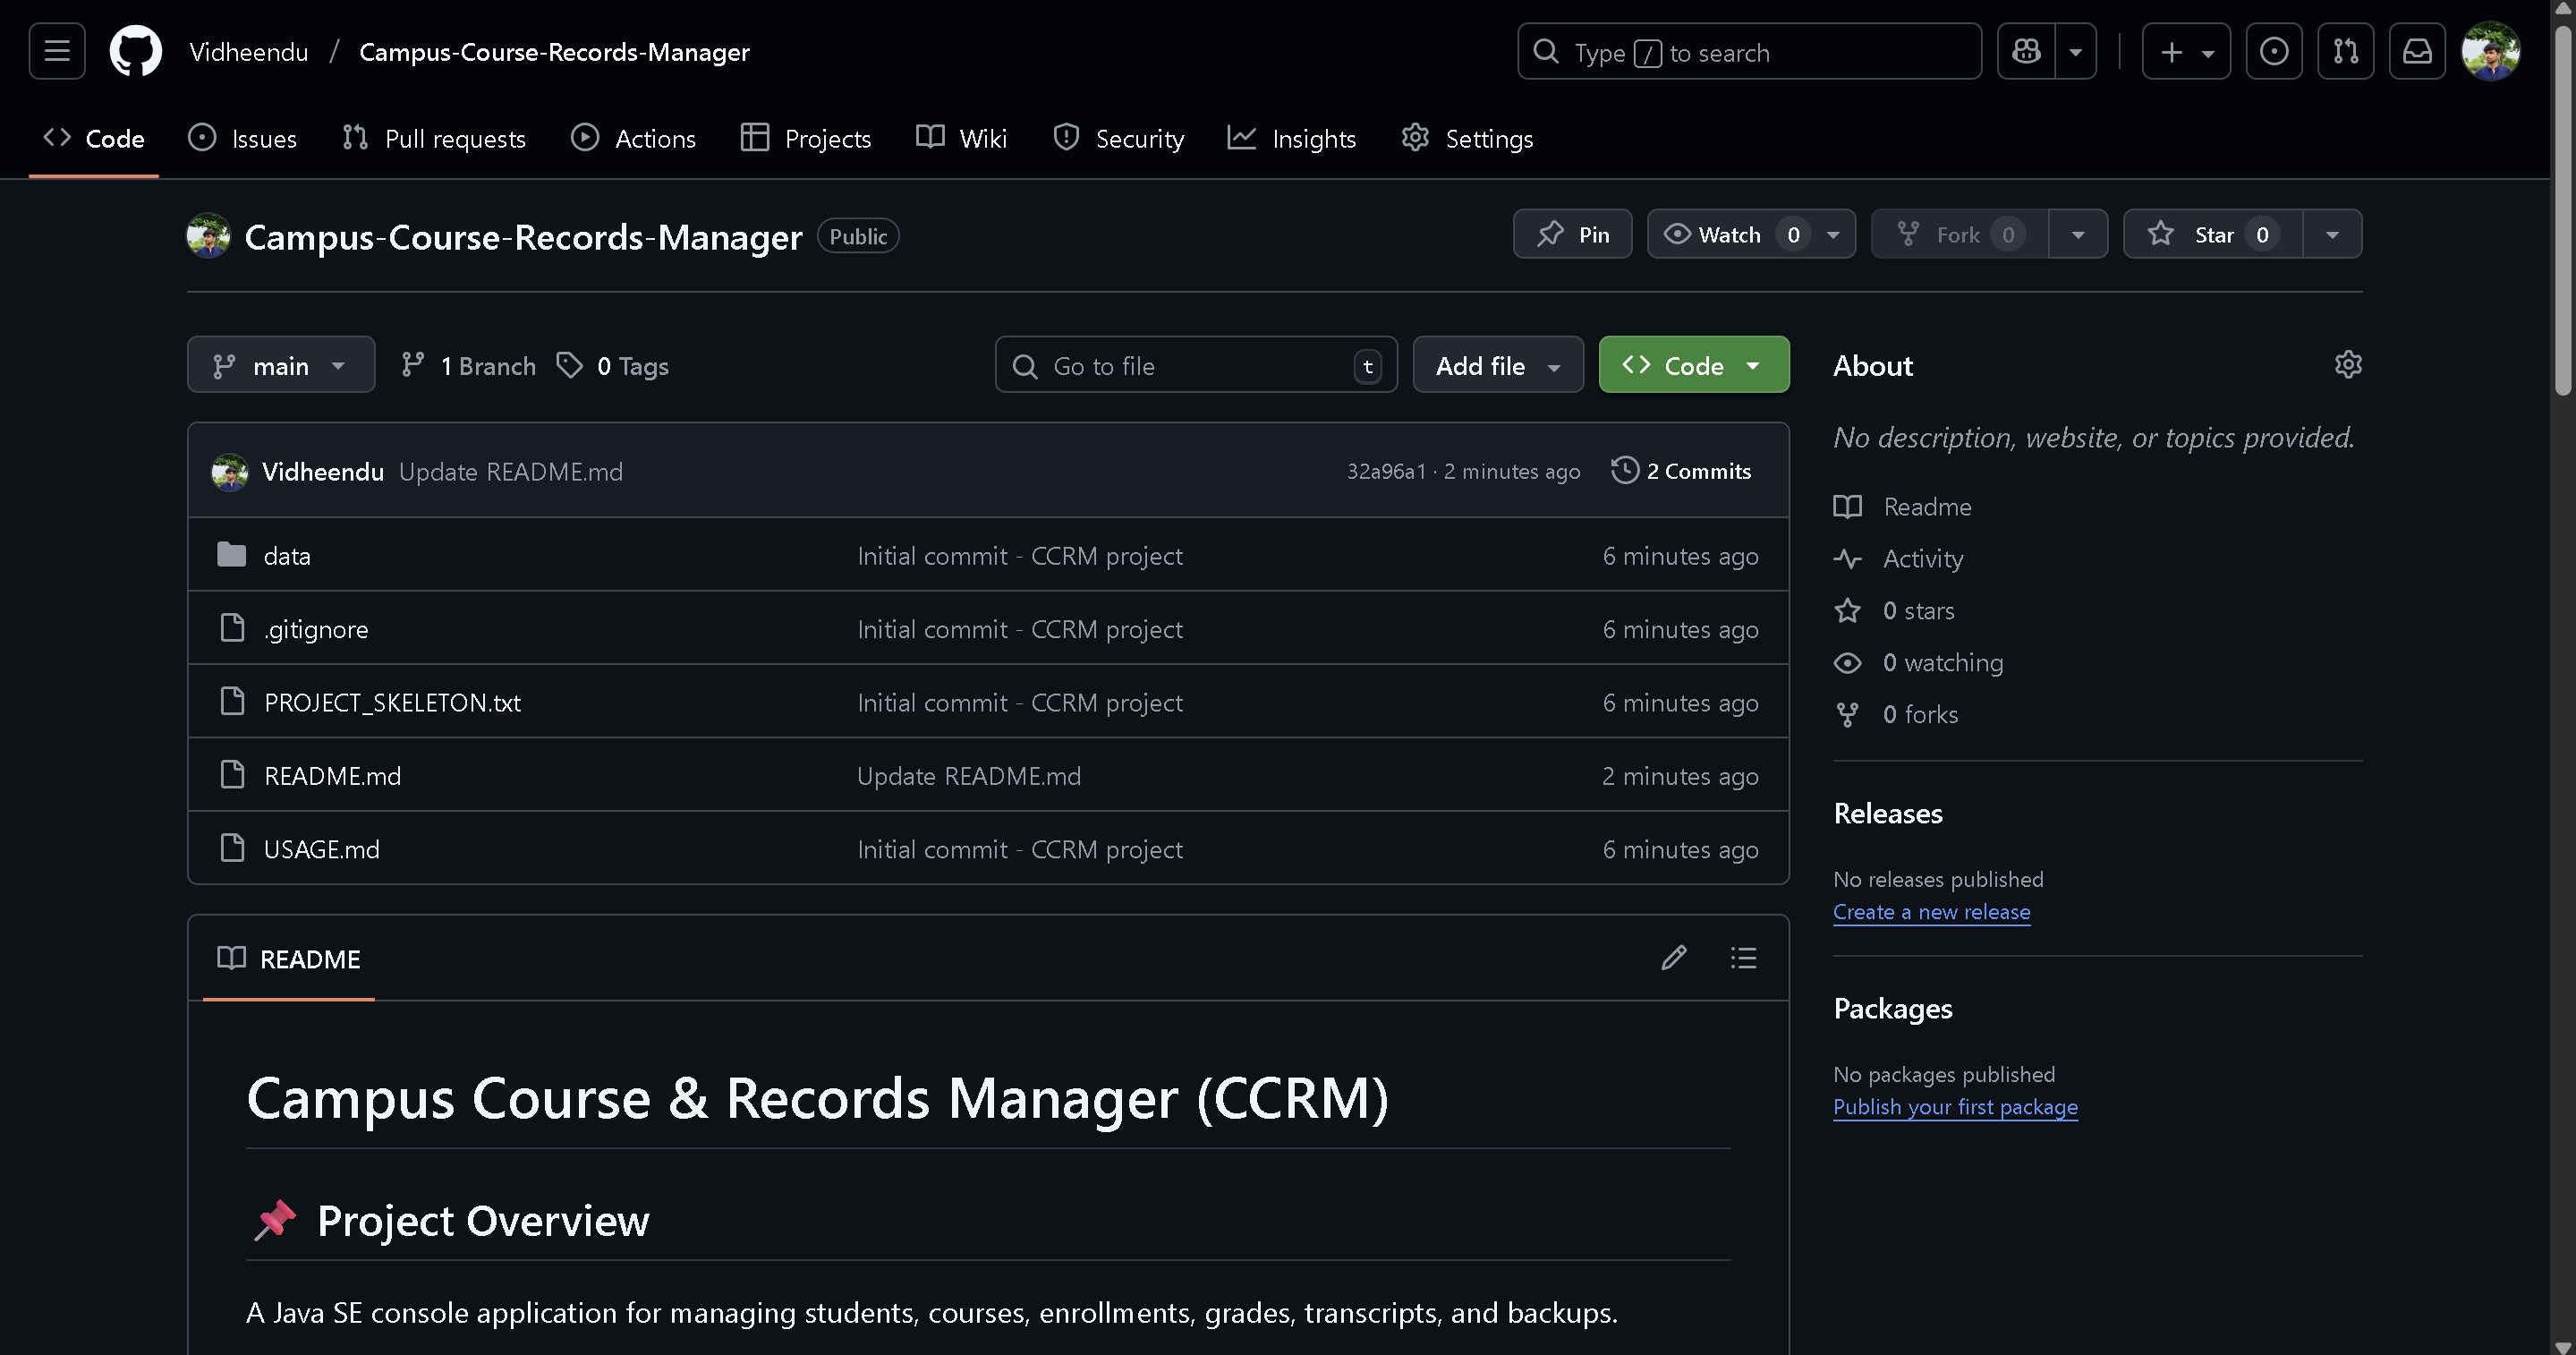 Vidheendu / Campus-Course-Records-Manager
Type / to search
Code Issues Pull requests Actions Projects Wiki Security Insights Settings
Campus-Course-Records-Manager Public
Pin Watch 0 Fork 0 Star 0
main 1 Branch 0 Tags Go to file t Add file Code
Vidheendu Update README.md 32a96a1 · 2 minutes ago 2 Commits
data Initial commit - CCRM project 6 minutes ago
.gitignore Initial commit - CCRM project 6 minutes ago
PROJECT_SKELETON.txt Initial commit - CCRM project 6 minutes ago
README.md Update README.md 2 minutes ago
USAGE.md Initial commit - CCRM project 6 minutes ago
README
Campus Course & Records Manager (CCRM)
Project Overview
A Java SE console application for managing students, courses, enrollments, grades, transcripts, and backups.
About
No description, website, or topics provided.
Readme
Activity
0 stars
0 watching
0 forks
Releases
No releases published
Create a new release
Packages
No packages published
Publish your first package